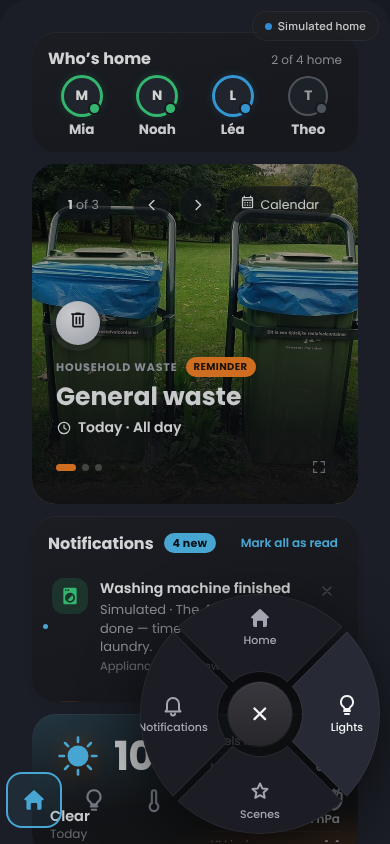 Simulated home
Who's home
2 of 4 home
M
N
L
T
Mia
Noah
Léa
Theo
1 of 3
Calendar
HOUSEHOLD WASTE
REMINDER
General waste
Today · All day
Notifications
4 new
Mark all as read
Washing machine finished
Simulated · The
done — time
laundry.
Home
Notifications
Lights
Scenes
10
Clear
hPa
Today